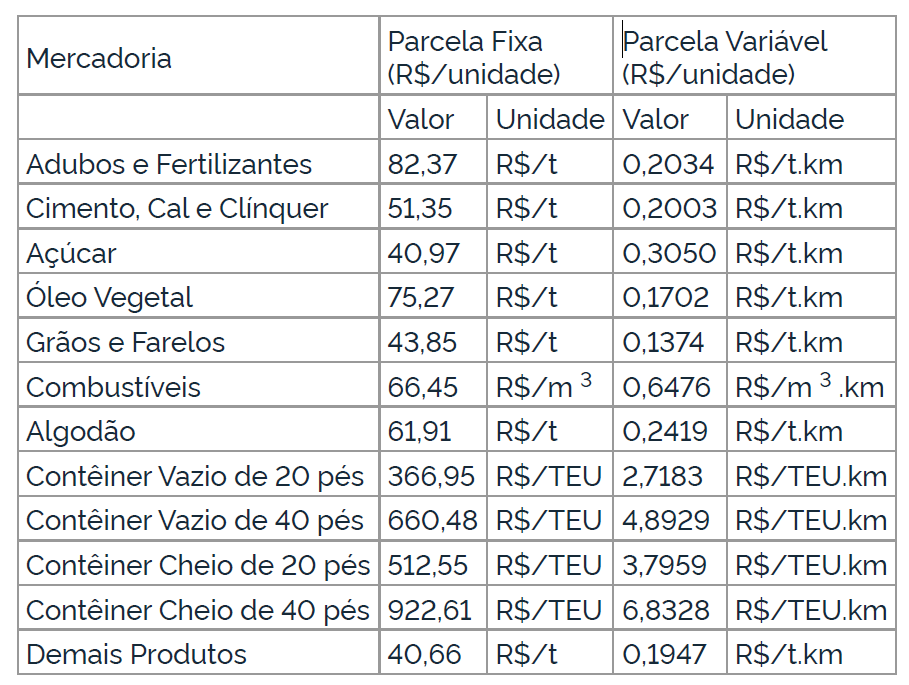 Mercadoria Parcela Fixa (R$/unidade) Parcela Variável (R$/unidade)
Valor Unidade Valor Unidade
Adubos e Fertilizantes 82,37 R$/t 0,2034 R$/t.km
Cimento, Cal e Clínquer 51,35 R$/t 0,2003 R$/t.km
Açúcar 40,97 R$/t 0,3050 R$/t.km
Óleo Vegetal 75,27 R$/t 0,1702 R$/t.km
Grãos e Farelos 43,85 R$/t 0,1374 R$/t.km
Combustíveis 66,45 R$/m ³ 0,6476 R$/m ³ .km
Algodão 61,91 R$/t 0,2419 R$/t.km
Contêiner Vazio de 20 pés 366,95 R$/TEU 2,7183 R$/TEU.km
Contêiner Vazio de 40 pés 660,48 R$/TEU 4,8929 R$/TEU.km
Contêiner Cheio de 20 pés 512,55 R$/TEU 3,7959 R$/TEU.km
Contêiner Cheio de 40 pés 922,61 R$/TEU 6,8328 R$/TEU.km
Demais Produtos 40,66 R$/t 0,1947 R$/t.km